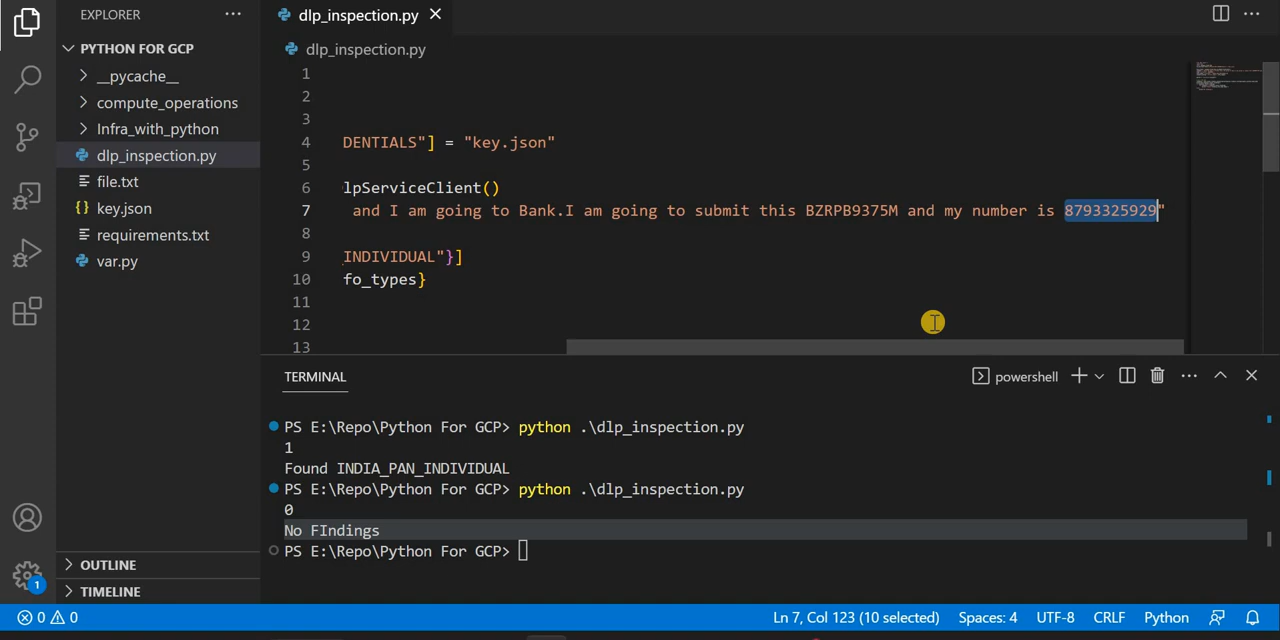 EXPLORER
dlp_inspection.py
PYTHON FOR GCP
dlp_inspection.py
__pycache__
compute_operations
Infra_with_python
dlp_inspection.py
file.txt
key.json
requirements.txt
var.py
1
2
3
4 DENTIALS"] = "key.json"
5
6 lpServiceClient()
7 and I am going to Bank.I am going to submit this BZRPB9375M and my number is 8793325929"
8
9 INDIVIDUAL"}]
10 fo_types}
11
12
13
TERMINAL
powershell
PS E:\Repo\Python For GCP> python .\dlp_inspection.py
1
Found INDIA_PAN_INDIVIDUAL
PS E:\Repo\Python For GCP> python .\dlp_inspection.py
0
No FIndings
PS E:\Repo\Python For GCP>
OUTLINE
TIMELINE
1
0 0
Ln 7, Col 123 (10 selected) Spaces: 4 UTF-8 CRLF Python